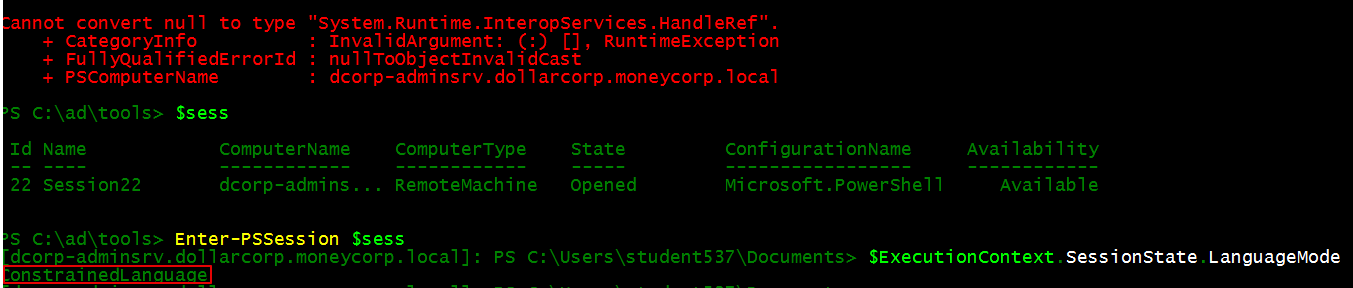 Cannot convert null to type "System.Runtime.InteropServices.HandleRef".
    + CategoryInfo          : InvalidArgument: (:) [], RuntimeException
    + FullyQualifiedErrorId : nullToObjectInvalidCast
    + PSComputerName        : dcorp-adminsrv.dollarcorp.moneycorp.local
PS C:\ad\tools> $sess
Id Name            ComputerName    ComputerType    State         ConfigurationName     Availability
-- ----            ------------    ------------    -----         -----------------     ------------
22 Session22       dcorp-admins... RemoteMachine   Opened        Microsoft.PowerShell     Available
PS C:\ad\tools> Enter-PSSession $sess
[dcorp-adminsrv.dollarcorp.moneycorp.local]: PS C:\Users\student537\Documents> $ExecutionContext.SessionState.LanguageMode
ConstrainedLanguage